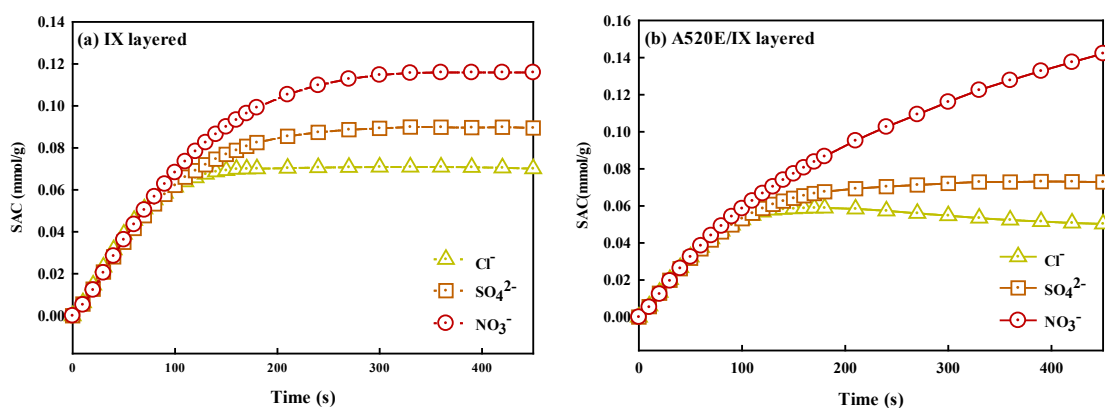 (a) IX layered
SAC (mmol/g)
0.14
0.12
0.10
0.08
0.06
0.04
0.02
0.00
0 100 200 300 400
Time (s)
Cl⁻
SO₄²⁻
NO₃⁻
(b) A520E/IX layered
SAC(mmol/g)
0.14
0.12
0.10
0.08
0.06
0.04
0.02
0.00
0 100 200 300 400
Time (s)
Cl⁻
SO₄²⁻
NO₃⁻